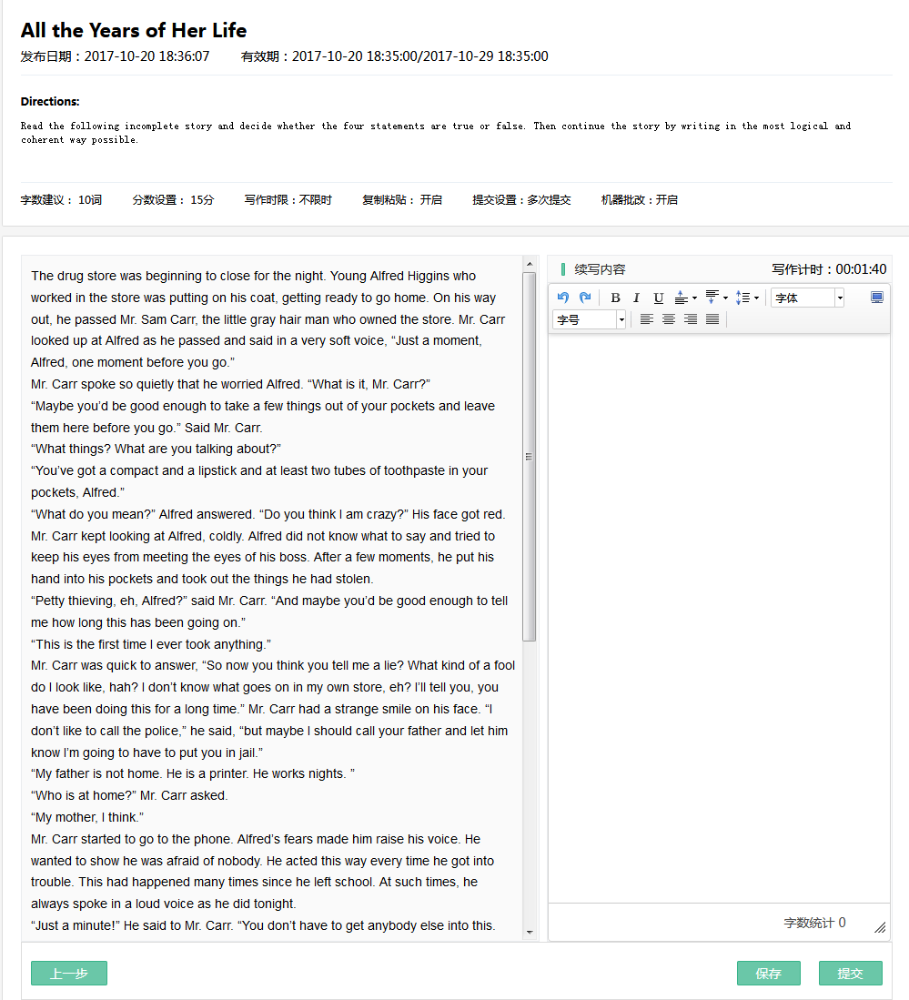 All the Years of Her Life
发布日期：2017-10-20 18:36:07 有效期：2017-10-20 18:35:00/2017-10-29 18:35:00
Directions:
Read the following incomplete story and decide whether the four statements are true or false. Then continue the story by writing in the most logical and
coherent way possible.
字数建议： 10词 分数设置： 15分 写作时限：不限时 复制粘贴： 开启 提交设置：多次提交 机器批改：开启
The drug store was beginning to close for the night. Young Alfred Higgins who
worked in the store was putting on his coat, getting ready to go home. On his way
out, he passed Mr. Sam Carr, the little gray hair man who owned the store. Mr. Carr
looked up at Alfred as he passed and said in a very soft voice, “Just a moment,
Alfred, one moment before you go.”
Mr. Carr spoke so quietly that he worried Alfred. “What is it, Mr. Carr?”
“Maybe you’d be good enough to take a few things out of your pockets and leave
them here before you go.” Said Mr. Carr.
“What things? What are you talking about?”
“You’ve got a compact and a lipstick and at least two tubes of toothpaste in your
pockets, Alfred.”
“What do you mean?” Alfred answered. “Do you think I am crazy?” His face got red.
Mr. Carr kept looking at Alfred, coldly. Alfred did not know what to say and tried to
keep his eyes from meeting the eyes of his boss. After a few moments, he put his
hand into his pockets and took out the things he had stolen.
“Petty thieving, eh, Alfred?” said Mr. Carr. “And maybe you’d be good enough to tell
me how long this has been going on.”
“This is the first time I ever took anything.”
Mr. Carr was quick to answer, “So now you think you tell me a lie? What kind of a fool
do I look like, hah? I don’t know what goes on in my own store, eh? I’ll tell you, you
have been doing this for a long time.” Mr. Carr had a strange smile on his face. “I
don’t like to call the police,” he said, “but maybe I should call your father and let him
know I’m going to have to put you in jail.”
“My father is not home. He is a printer. He works nights. ”
“Who is at home?” Mr. Carr asked.
“My mother, I think.”
Mr. Carr started to go to the phone. Alfred’s fears made him raise his voice. He
wanted to show he was afraid of nobody. He acted this way every time he got into
trouble. This had happened many times since he left school. At such times, he
always spoke in a loud voice as he did tonight.
“Just a minute!” He said to Mr. Carr. “You don’t have to get anybody else into this.
续写内容 写作计时：00:01:40
B I U 字体
字号
字数统计 0
上一步 保存 提交